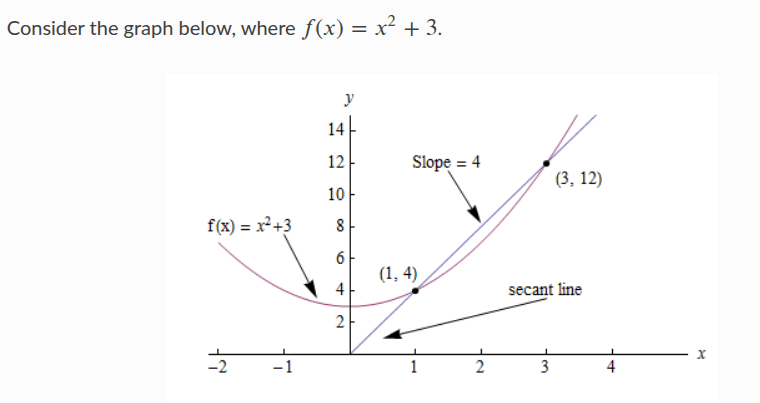 Consider the graph below, where f(x) = x² + 3.
y
14
12
Slope = 4
(3, 12)
10
f(x) = x²+3
8
6
(1, 4)
4
secant line
2
x
−2
−1
1
2
3
4